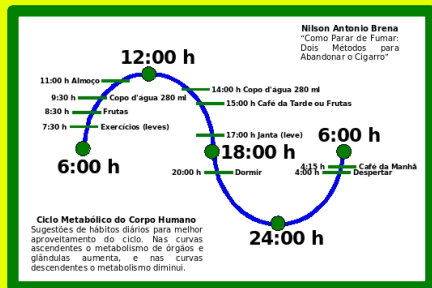 Nilson Antonio Brena
"Como Parar de Fumar:
Dois Métodos para
Abandonar o Cigarro"
12:00 h
11:00 h Almoço
14:00 h Copo d'água 280 ml
9:30 h Copo d'água 280 ml
15:00 h Café da Tarde ou Frutas
8:30 h Frutas
7:30 h Exercícios (leves)
17:00 h Janta (leve)
6:00 h
18:00 h
6:00 h
4:15 h Café da Manhã
20:00 h Dormir
4:00 h Despertar
24:00 h
Ciclo Metabólico do Corpo Humano
Sugestões de hábitos diários para melhor
aproveitamento do ciclo. Nas curvas
ascendentes o metabolismo de órgãos e
glândulas aumenta, e nas curvas
descendentes o metabolismo diminui.